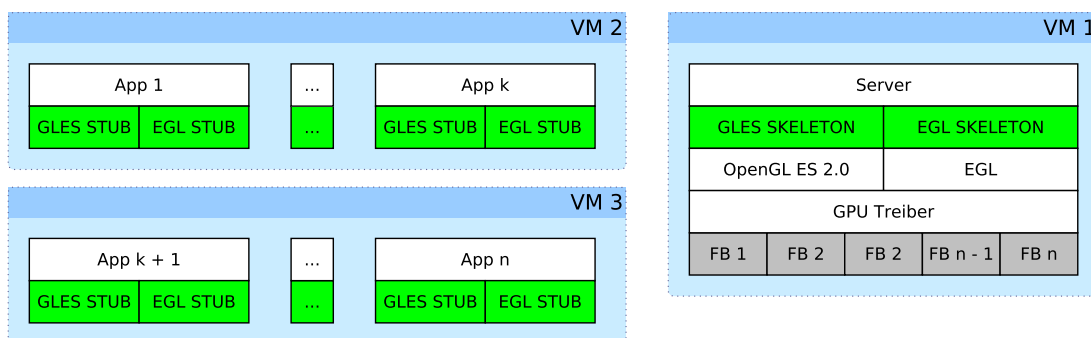 VM 2
App 1
...
App k
GLES STUB
EGL STUB
...
GLES STUB
EGL STUB
VM 3
App k + 1
...
App n
GLES STUB
EGL STUB
...
GLES STUB
EGL STUB
VM 1
Server
GLES SKELETON
EGL SKELETON
OpenGL ES 2.0
EGL
GPU Treiber
FB 1
FB 2
FB 2
FB n - 1
FB n